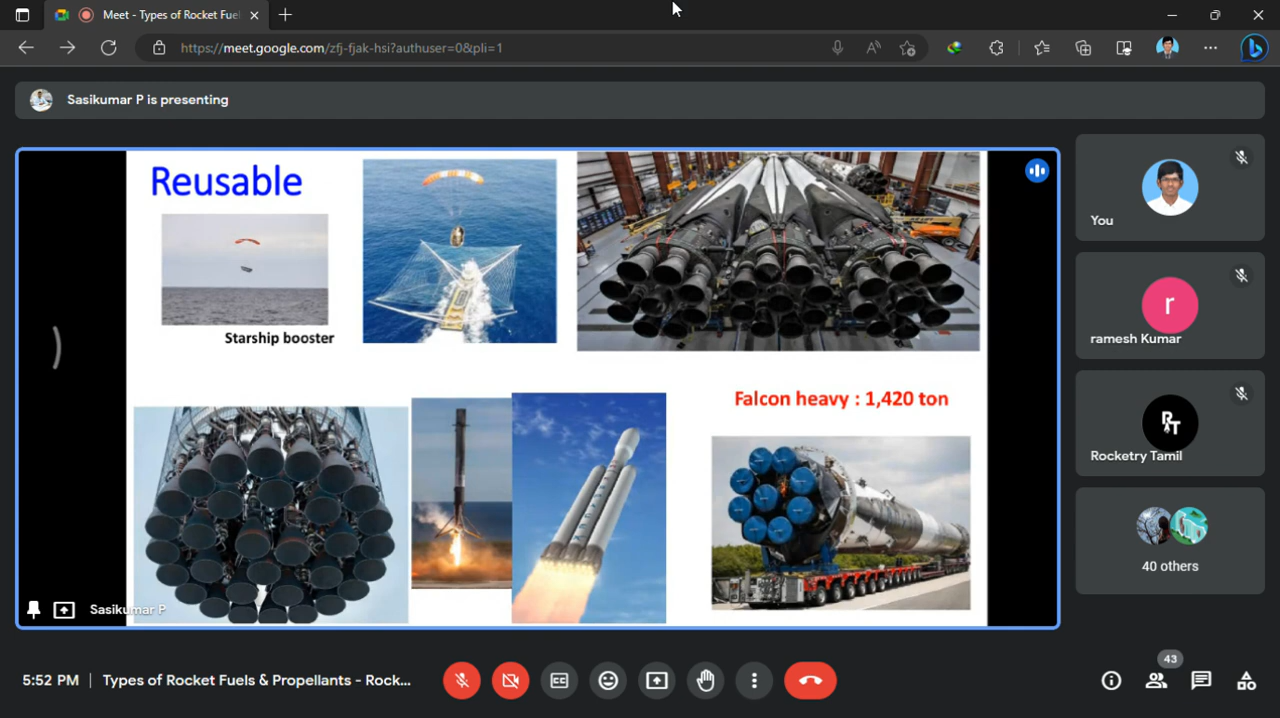 Meet - Types of Rocket Fuel
https://meet.google.com/zfj-fjak-hsi?authuser=0&pli=1
Sasikumar P is presenting
Reusable
Starship booster
Falcon heavy : 1,420 ton
Sasikumar P
You
r
ramesh Kumar
RT
Rocketry Tamil
40 others
5:52 PM | Types of Rocket Fuels & Propellants - Rock...
43